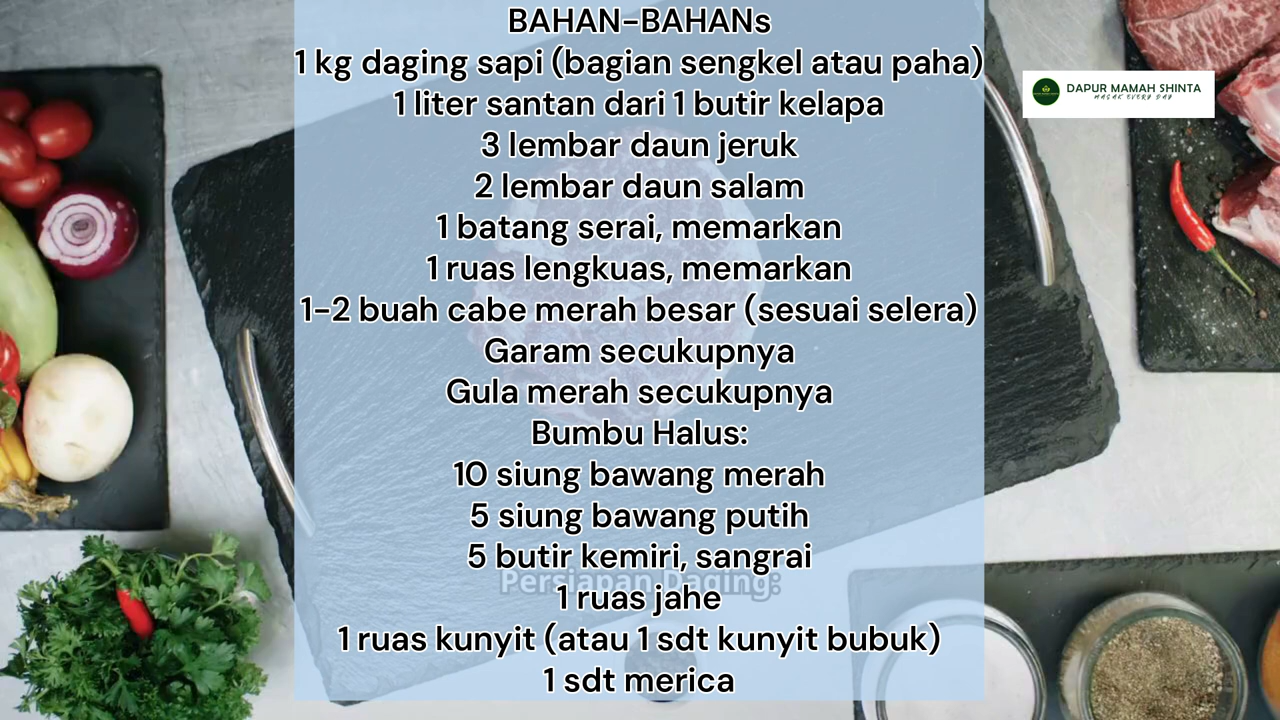 BAHAN-BAHANs
1 kg daging sapi (bagian sengkel atau paha)
1 liter santan dari 1 butir kelapa
3 lembar daun jeruk
2 lembar daun salam
1 batang serai, memarkan
1 ruas lengkuas, memarkan
1-2 buah cabe merah besar (sesuai selera)
Garam secukupnya
Gula merah secukupnya
Bumbu Halus:
10 siung bawang merah
5 siung bawang putih
5 butir kemiri, sangrai
Persiapan Daging:
1 ruas jahe
1 ruas kunyit (atau 1 sdt kunyit bubuk)
1 sdt merica
DAPUR MAMAH SHINTA
MASAK EVERY DAY